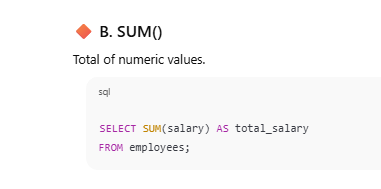 B. SUM()
Total of numeric values.
sql
SELECT SUM(salary) AS total_salary
FROM employees;